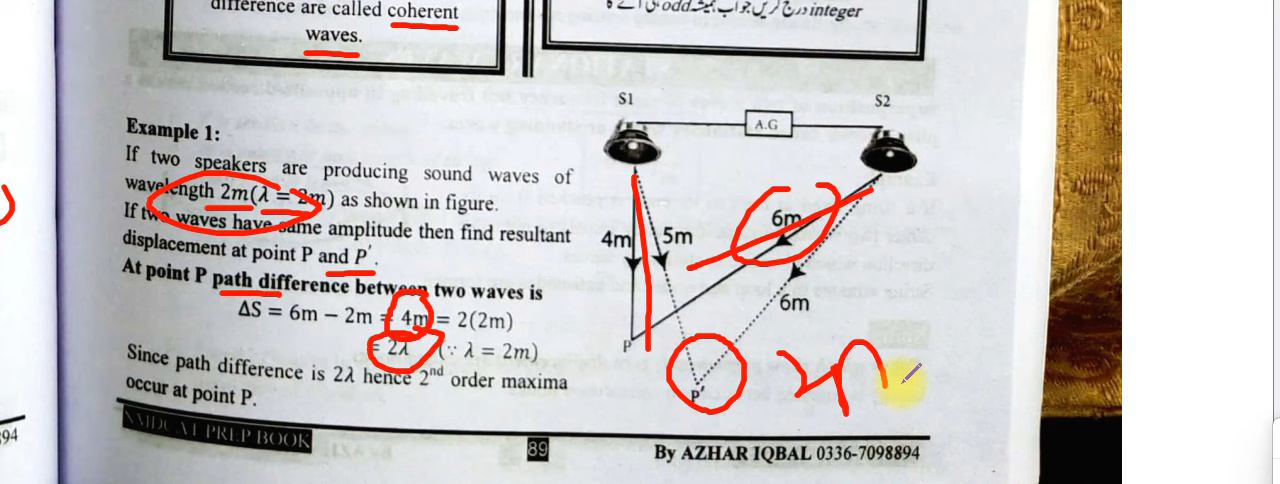 difference are called coherent
waves.
درج کریں جواب ہمیشہ odd integer
Example 1:
If two speakers are producing sound waves of
wavelength 2m(λ = 2m) as shown in figure.
If two waves have same amplitude then find resultant
displacement at point P and P′.
At point P path difference between two waves is
ΔS = 6m − 2m = 4m = 2(2m)
= 2λ (∵ λ = 2m)
Since path difference is 2λ hence 2nd order maxima
occur at point P.
S1
S2
A.G
4m
5m
6m
6m
P
P′
94
NMDCAT PREP BOOK
89
By AZHAR IQBAL 0336-7098894